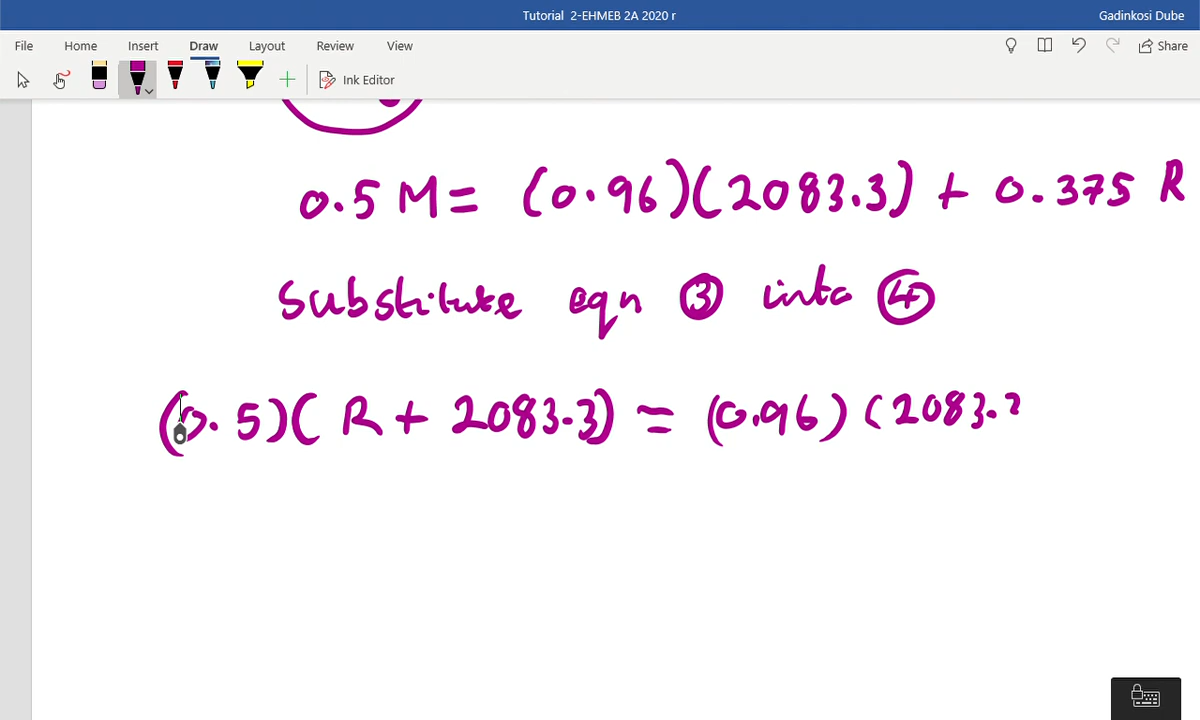 Tutorial 2-EHMEB 2A 2020 r
Gadinkosi Dube
File Home Insert Draw Layout Review View
Share
Ink Editor
0.5 M = (0.96)(2083.3) + 0.375 R
Substitute eqn ③ into ④
(0.5)( R + 2083.3) = (0.96) (2083.